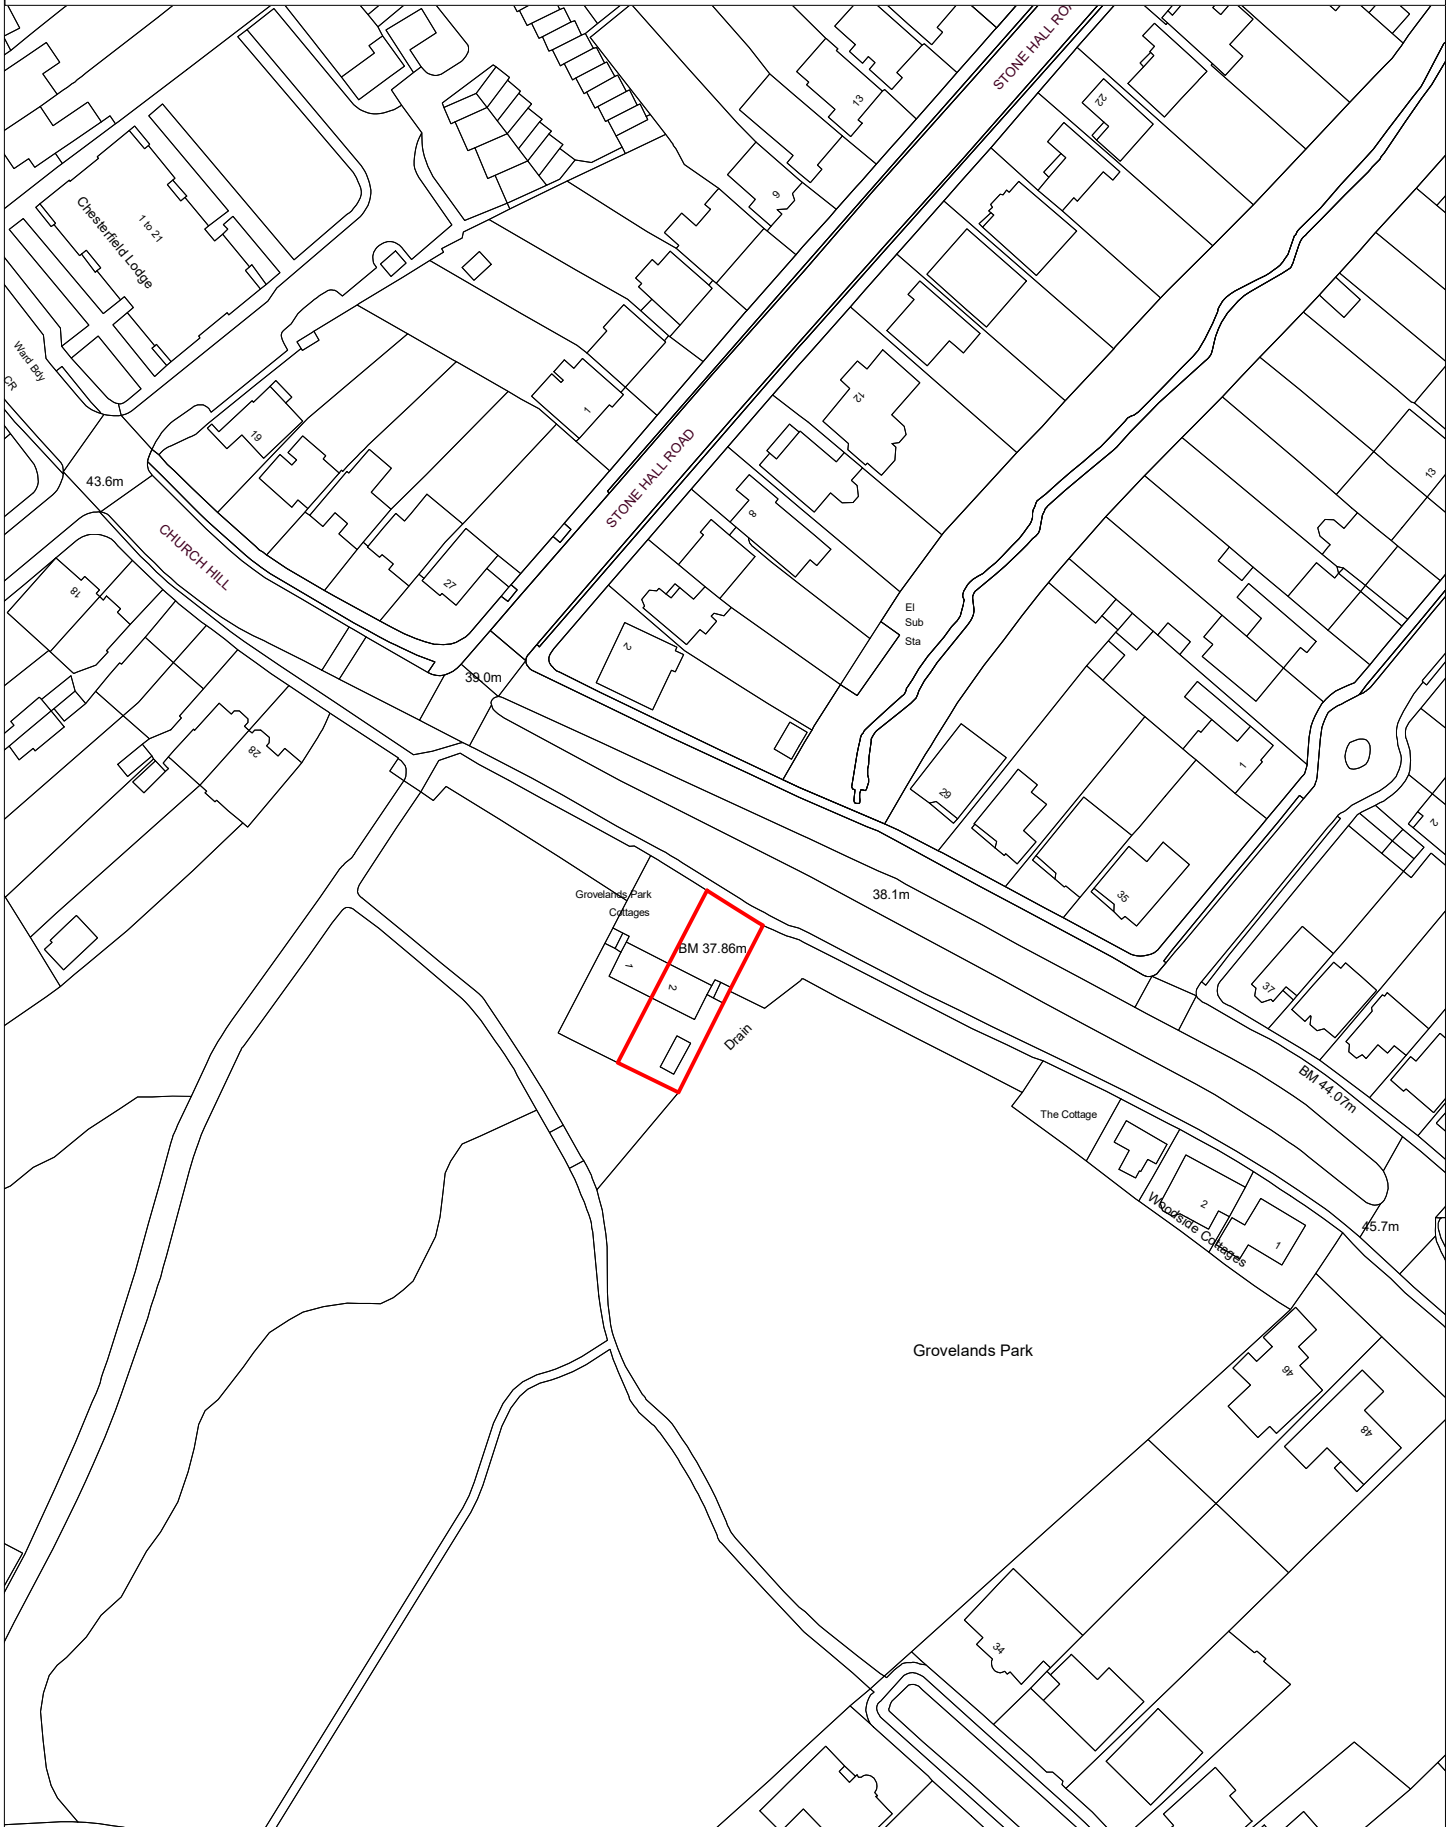 STONE HALL ROA
22
13
9
1 to 21
Chesterfield Lodge
Ward Bdy
CR
12
1
19
STONE HALL ROAD
13
43.6m
8
CHURCH HILL
27
18
El
Sub
Sta
2
39.0m
28
1
29
2
35
38.1m
Grovelands Park
Cottages
BM 37.86m
1
2
37
Drain
BM 44.07m
The Cottage
2
Woodside Cottages
1
45.7m
Grovelands Park
46
48
34